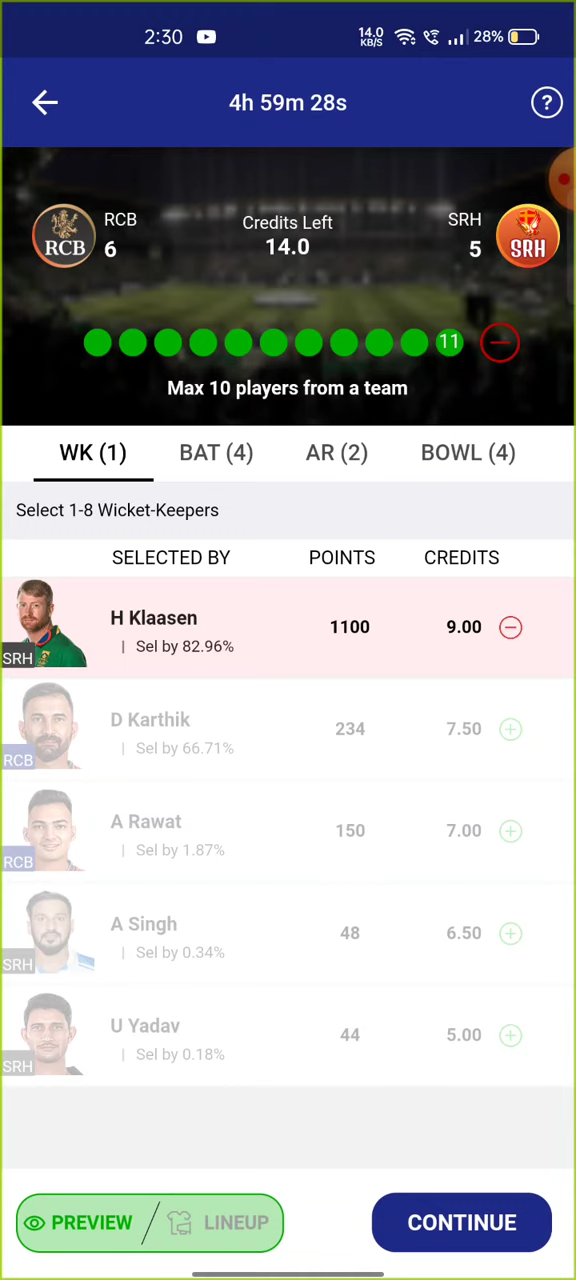 2:30
14.0 KB/S
28%
4h 59m 28s
?
RCB
6
RCB
Credits Left
14.0
SRH
5
SRH
11
Max 10 players from a team
WK (1)
BAT (4)
AR (2)
BOWL (4)
Select 1-8 Wicket-Keepers
SELECTED BY
POINTS
CREDITS
H Klaasen
| Sel by 82.96%
1100
9.00
SRH
D Karthik
| Sel by 66.71%
234
7.50
RCB
A Rawat
| Sel by 1.87%
150
7.00
RCB
A Singh
| Sel by 0.34%
48
6.50
SRH
U Yadav
| Sel by 0.18%
44
5.00
SRH
PREVIEW
LINEUP
CONTINUE